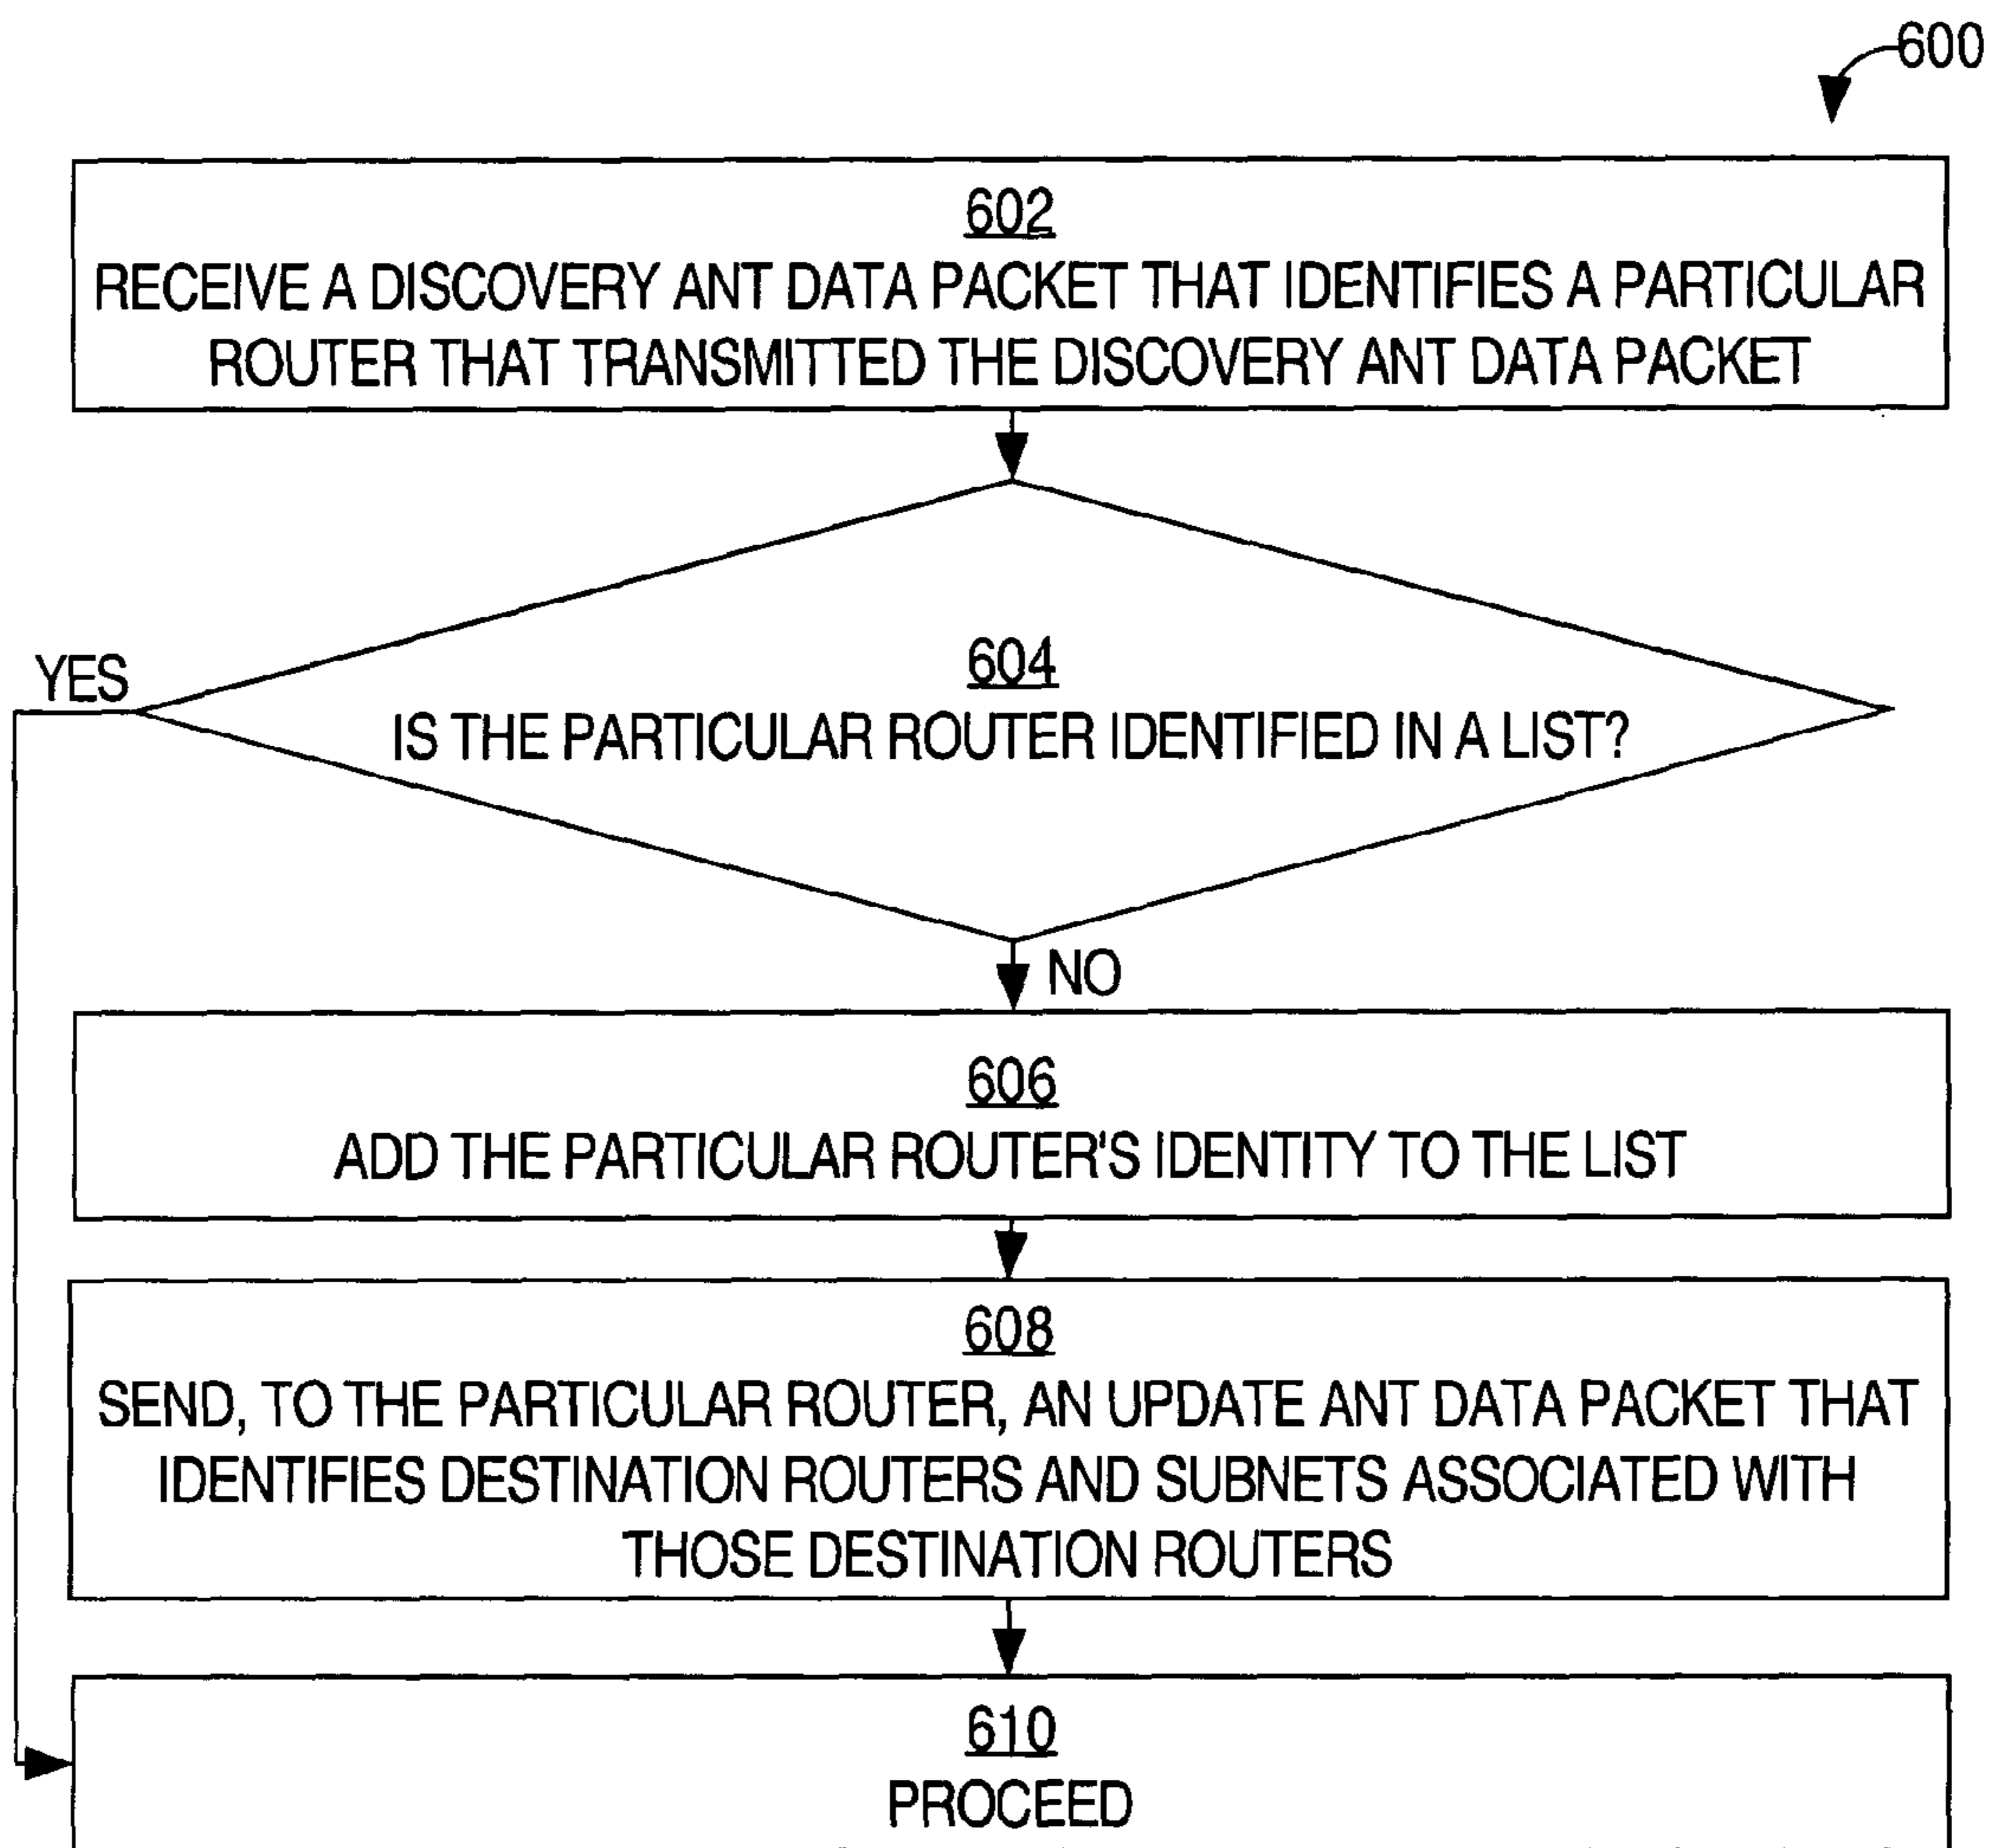 600
602
RECEIVE A DISCOVERY ANT DATA PACKET THAT IDENTIFIES A PARTICULAR
ROUTER THAT TRANSMITTED THE DISCOVERY ANT DATA PACKET
604
YES
IS THE PARTICULAR ROUTER IDENTIFIED IN A LIST?
NO
606
ADD THE PARTICULAR ROUTER'S IDENTITY TO THE LIST
608
SEND, TO THE PARTICULAR ROUTER, AN UPDATE ANT DATA PACKET THAT
IDENTIFIES DESTINATION ROUTERS AND SUBNETS ASSOCIATED WITH
THOSE DESTINATION ROUTERS
610
PROCEED